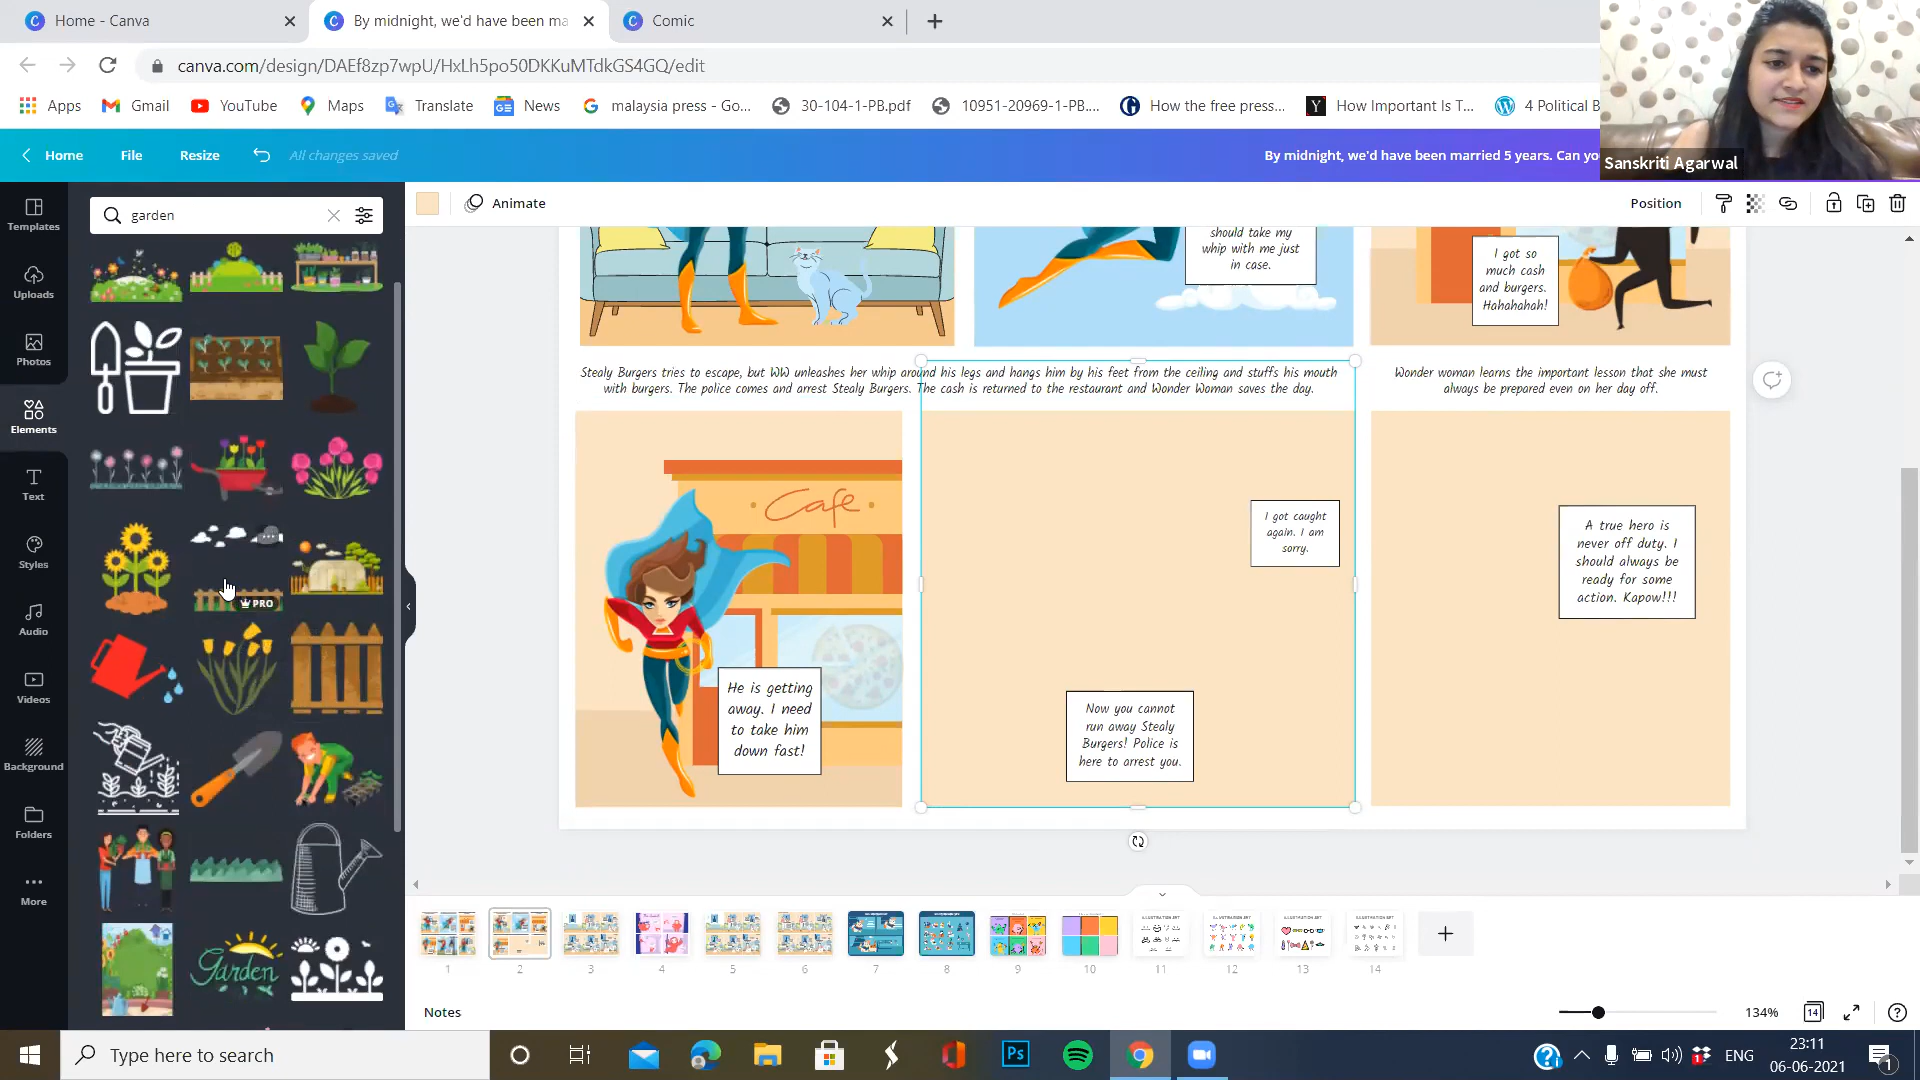 Home - Canva
By midnight, we'd have been ma
Comic
canva.com/design/DAEf8zp7wpU/HxLh5po50DKKuMTdkGS4GQ/edit
Apps
Gmail
YouTube
Maps
Translate
News
malaysia press - Go...
30-104-1-PB.pdf
10951-20969-1-PB....
How the free press...
How Important Is T...
4 Political B
Sanskriti Agarwal
Home
File
Resize
All changes saved
By midnight, we'd have been married 5 years. Can yo
Templates
Uploads
Photos
Elements
Text
Styles
Audio
Videos
Background
Folders
More
garden
PRO
Garden
Animate
Position
should take my
whip with me just
in case.
I got so
much cash
and burgers.
Hahahahah!
Stealy Burgers tries to escape, but WW unleashes her whip around his legs and hangs him by his feet from the ceiling and stuffs his mouth
with burgers. The police comes and arrest Stealy Burgers. The cash is returned to the restaurant and Wonder Woman saves the day.
Wonder woman learns the important lesson that she must
always be prepared even on her day off.
Cafe
He is getting
away. I need
to take him
down fast!
I got caught
again. I am
sorry.
Now you cannot
run away Stealy
Burgers! Police is
here to arrest you.
A true hero is
never off duty. I
should always be
ready for some
action. Kapow!!!
1
2
3
4
5
6
7
8
9
10
11
12
13
14
Notes
134%
14
Type here to search
Ps
ENG
23:11
06-06-2021
1